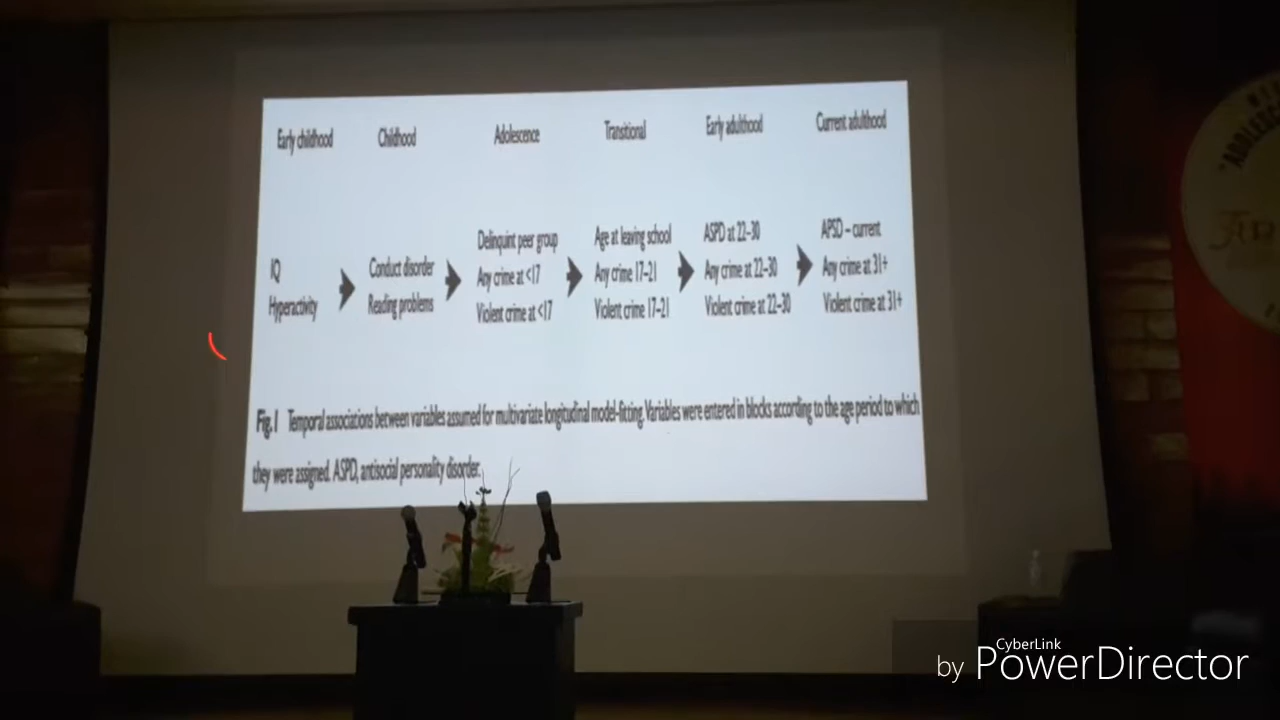 Early childhood
Childhood
Adolescence
Transitional
Early adulthood
Current adulthood
IQ
Hyperactivity
Conduct disorder
Reading problems
Delinquint peer group
Any crime at <17
Violent crime at <17
Age at leaving school
Any crime 17–21
Violent crime 17–21
ASPD at 22–30
Any crime at 22–30
Violent crime at 22–30
APSD – current
Any crime at 31+
Violent crime at 31+
Fig. 1 Temporal associations between variables assumed for multivariate longitudinal model-fitting. Variables were entered in blocks according to the age period to which
they were assigned. ASPD, antisocial personality disorder.
CyberLink
by PowerDirector